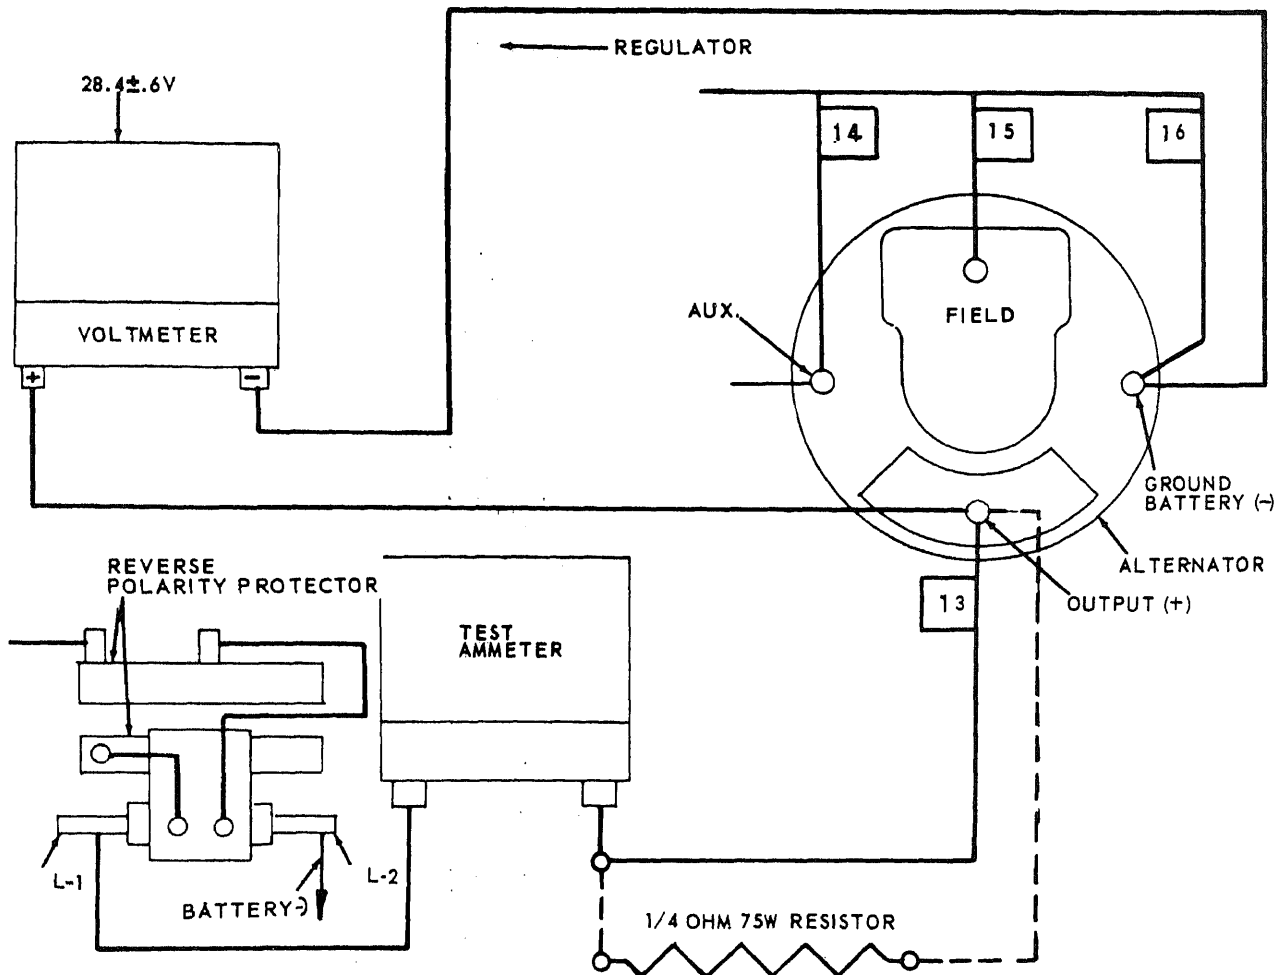 REGULATOR
28.4±.6V
14
15
16
VOLTMETER
+
−
AUX.
FIELD
GROUND
BATTERY (-)
ALTERNATOR
OUTPUT (+)
13
REVERSE
POLARITY PROTECTOR
TEST
AMMETER
L-1
L-2
BATTERY-)
1/4 OHM 75W RESISTOR